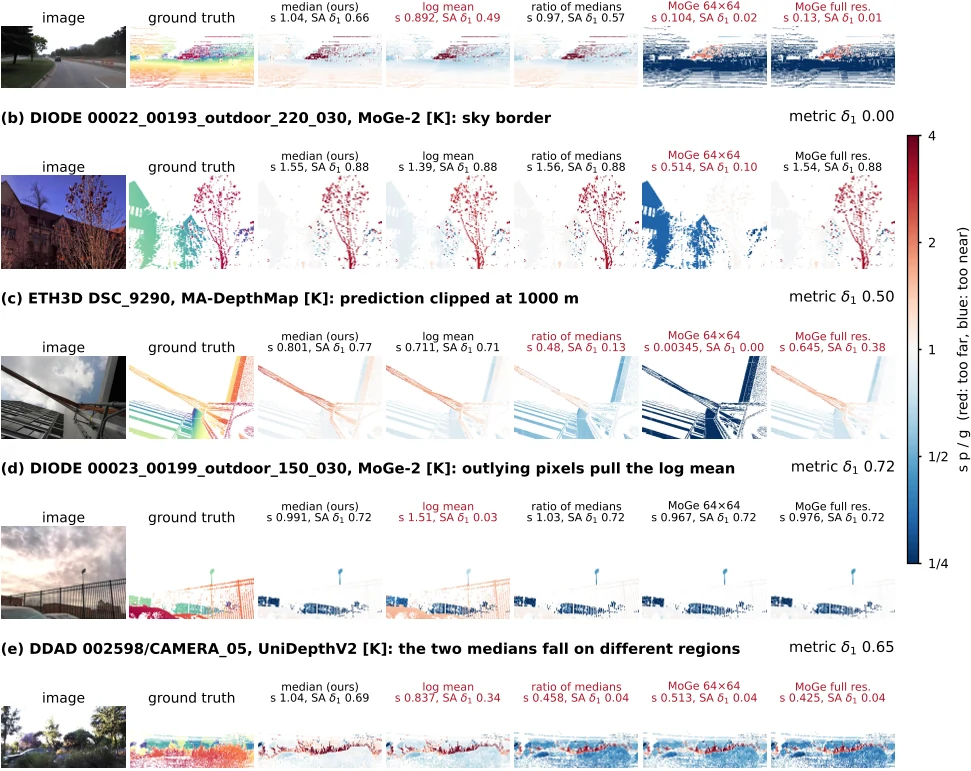 image ground truth median (ours) log mean ratio of medians MoGe 64×64 MoGe full res.
s 1.04, SA δ₁ 0.66 s 0.892, SA δ₁ 0.49 s 0.97, SA δ₁ 0.57 s 0.104, SA δ₁ 0.02 s 0.13, SA δ₁ 0.01
(b) DIODE 00022_00193_outdoor_220_030, MoGe-2 [K]: sky border metric δ₁ 0.00
image ground truth median (ours) log mean ratio of medians MoGe 64×64 MoGe full res.
s 1.55, SA δ₁ 0.88 s 1.39, SA δ₁ 0.88 s 1.56, SA δ₁ 0.88 s 0.514, SA δ₁ 0.10 s 1.54, SA δ₁ 0.88
(c) ETH3D DSC_9290, MA-DepthMap [K]: prediction clipped at 1000 m metric δ₁ 0.50
image ground truth median (ours) log mean ratio of medians MoGe 64×64 MoGe full res.
s 0.801, SA δ₁ 0.77 s 0.711, SA δ₁ 0.71 s 0.48, SA δ₁ 0.13 s 0.00345, SA δ₁ 0.00 s 0.645, SA δ₁ 0.38
(d) DIODE 00023_00199_outdoor_150_030, MoGe-2 [K]: outlying pixels pull the log mean metric δ₁ 0.72
image ground truth median (ours) log mean ratio of medians MoGe 64×64 MoGe full res.
s 0.991, SA δ₁ 0.72 s 1.51, SA δ₁ 0.03 s 1.03, SA δ₁ 0.72 s 0.967, SA δ₁ 0.72 s 0.976, SA δ₁ 0.72
(e) DDAD 002598/CAMERA_05, UniDepthV2 [K]: the two medians fall on different regions metric δ₁ 0.65
image ground truth median (ours) log mean ratio of medians MoGe 64×64 MoGe full res.
s 1.04, SA δ₁ 0.69 s 0.837, SA δ₁ 0.34 s 0.458, SA δ₁ 0.04 s 0.513, SA δ₁ 0.04 s 0.425, SA δ₁ 0.04
4
2
1
1/2
1/4
s p / g (red: too far, blue: too near)